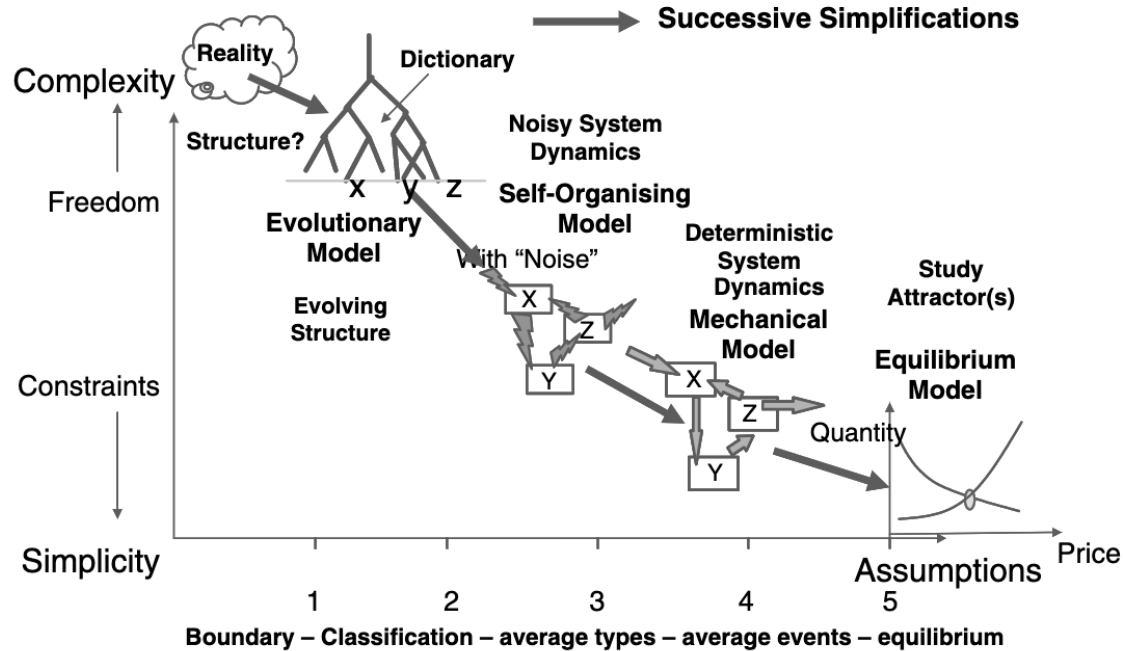 Successive Simplifications
Reality
Dictionary
Complexity
Structure?
Noisy System
Dynamics
x y z
Freedom
Self-Organising
Model
Evolutionary
Model
With “Noise”
Deterministic
System
Dynamics
Study
Attractor(s)
Evolving
Structure
X
Z
Y
Mechanical
Model
Equilibrium
Model
Constraints
X
Z
Y
Quantity
Simplicity
Price
Assumptions
1 2 3 4 5
Boundary – Classification – average types – average events – equilibrium